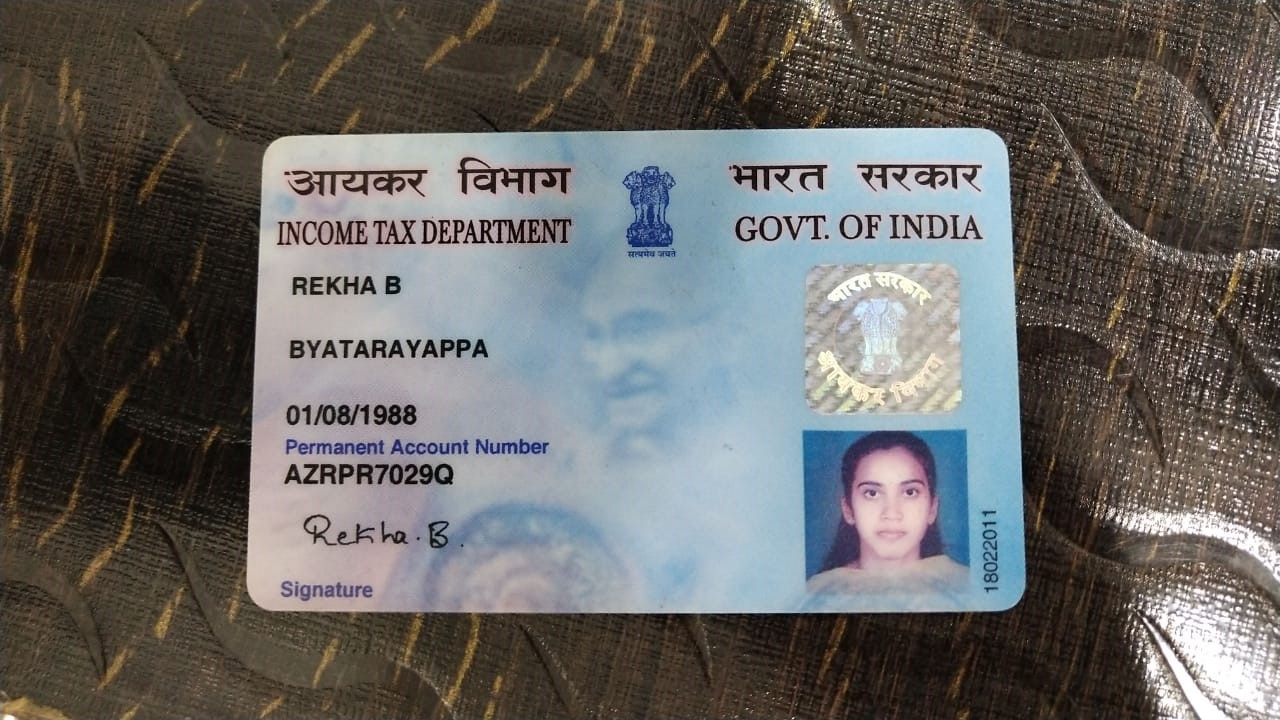 आयकर विभाग
भारत सरकार
INCOME TAX DEPARTMENT
GOVT. OF INDIA
सत्यमेव जयते
REKHA B
BYATARAYAPPA
01/08/1988
Permanent Account Number
AZRPR7029Q
Rekha.B.
Signature
भारत सरकार
आयकर विभाग
18022011